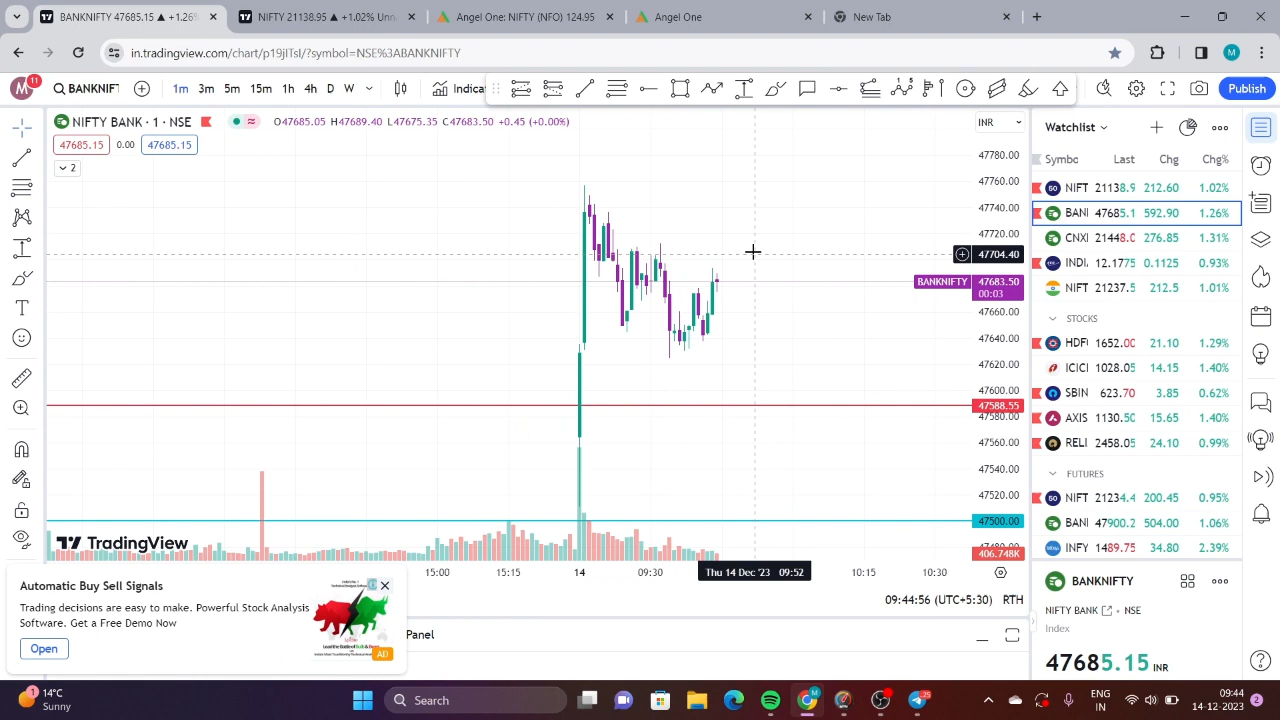 BANKNIFTY 47685.95 ▲ +1.26%
NIFTY 21138.95 ▲ +1.02% Unn
Angel One: NIFTY (NFO) 124.95
Angel One
New Tab
in.tradingview.com/chart/p19jITsl/?symbol=NSE%3ABANKNIFTY
M
M
11
BANKNIFT
1m 3m 5m 15m 1h 4h D W
Indica
Publish
NIFTY BANK · 1 · NSE
O47685.05 H47689.40 L47675.35 C47683.50 +0.45 (+0.00%)
INR
47685.15 0.00 47685.15
2
47780.00
47760.00
47740.00
47720.00
47704.40
BANKNIFTY 47683.50
00:03
47660.00
47640.00
47620.00
47600.00
47588.55
47580.00
47560.00
47540.00
47520.00
47500.00
406.748K
TradingView
15:00 15:15 14 09:30 Thu 14 Dec '23 09:52 10:15 10:30
09:44:56 (UTC+5:30) RTH
Panel
Automatic Buy Sell Signals
Trading decisions are easy to make. Powerful Stock Analysis
Software. Get a Free Demo Now
Open
AD
Watchlist
Symbo Last Chg Chg%
NIFT 21138.9 212.60 1.02%
BANI 47685.1 592.90 1.26%
CNXI 21448.0 276.85 1.31%
INDI 12.1775 0.1125 0.93%
NIFT 21237.5 212.5 1.01%
STOCKS
HDF 1652.00 21.10 1.29%
ICICI 1028.05 14.15 1.40%
SBIN 623.70 3.85 0.62%
AXIS 1130.50 15.65 1.40%
RELI 2458.05 24.10 0.99%
FUTURES
NIFT 21234.4 200.45 0.95%
BANI 47900.2 504.00 1.06%
INFY 1489.75 34.80 2.39%
BANKNIFTY
NIFTY BANK · NSE
Index
47685.15 INR
14°C
Sunny
Search
ENG
IN
09:44
14-12-2023